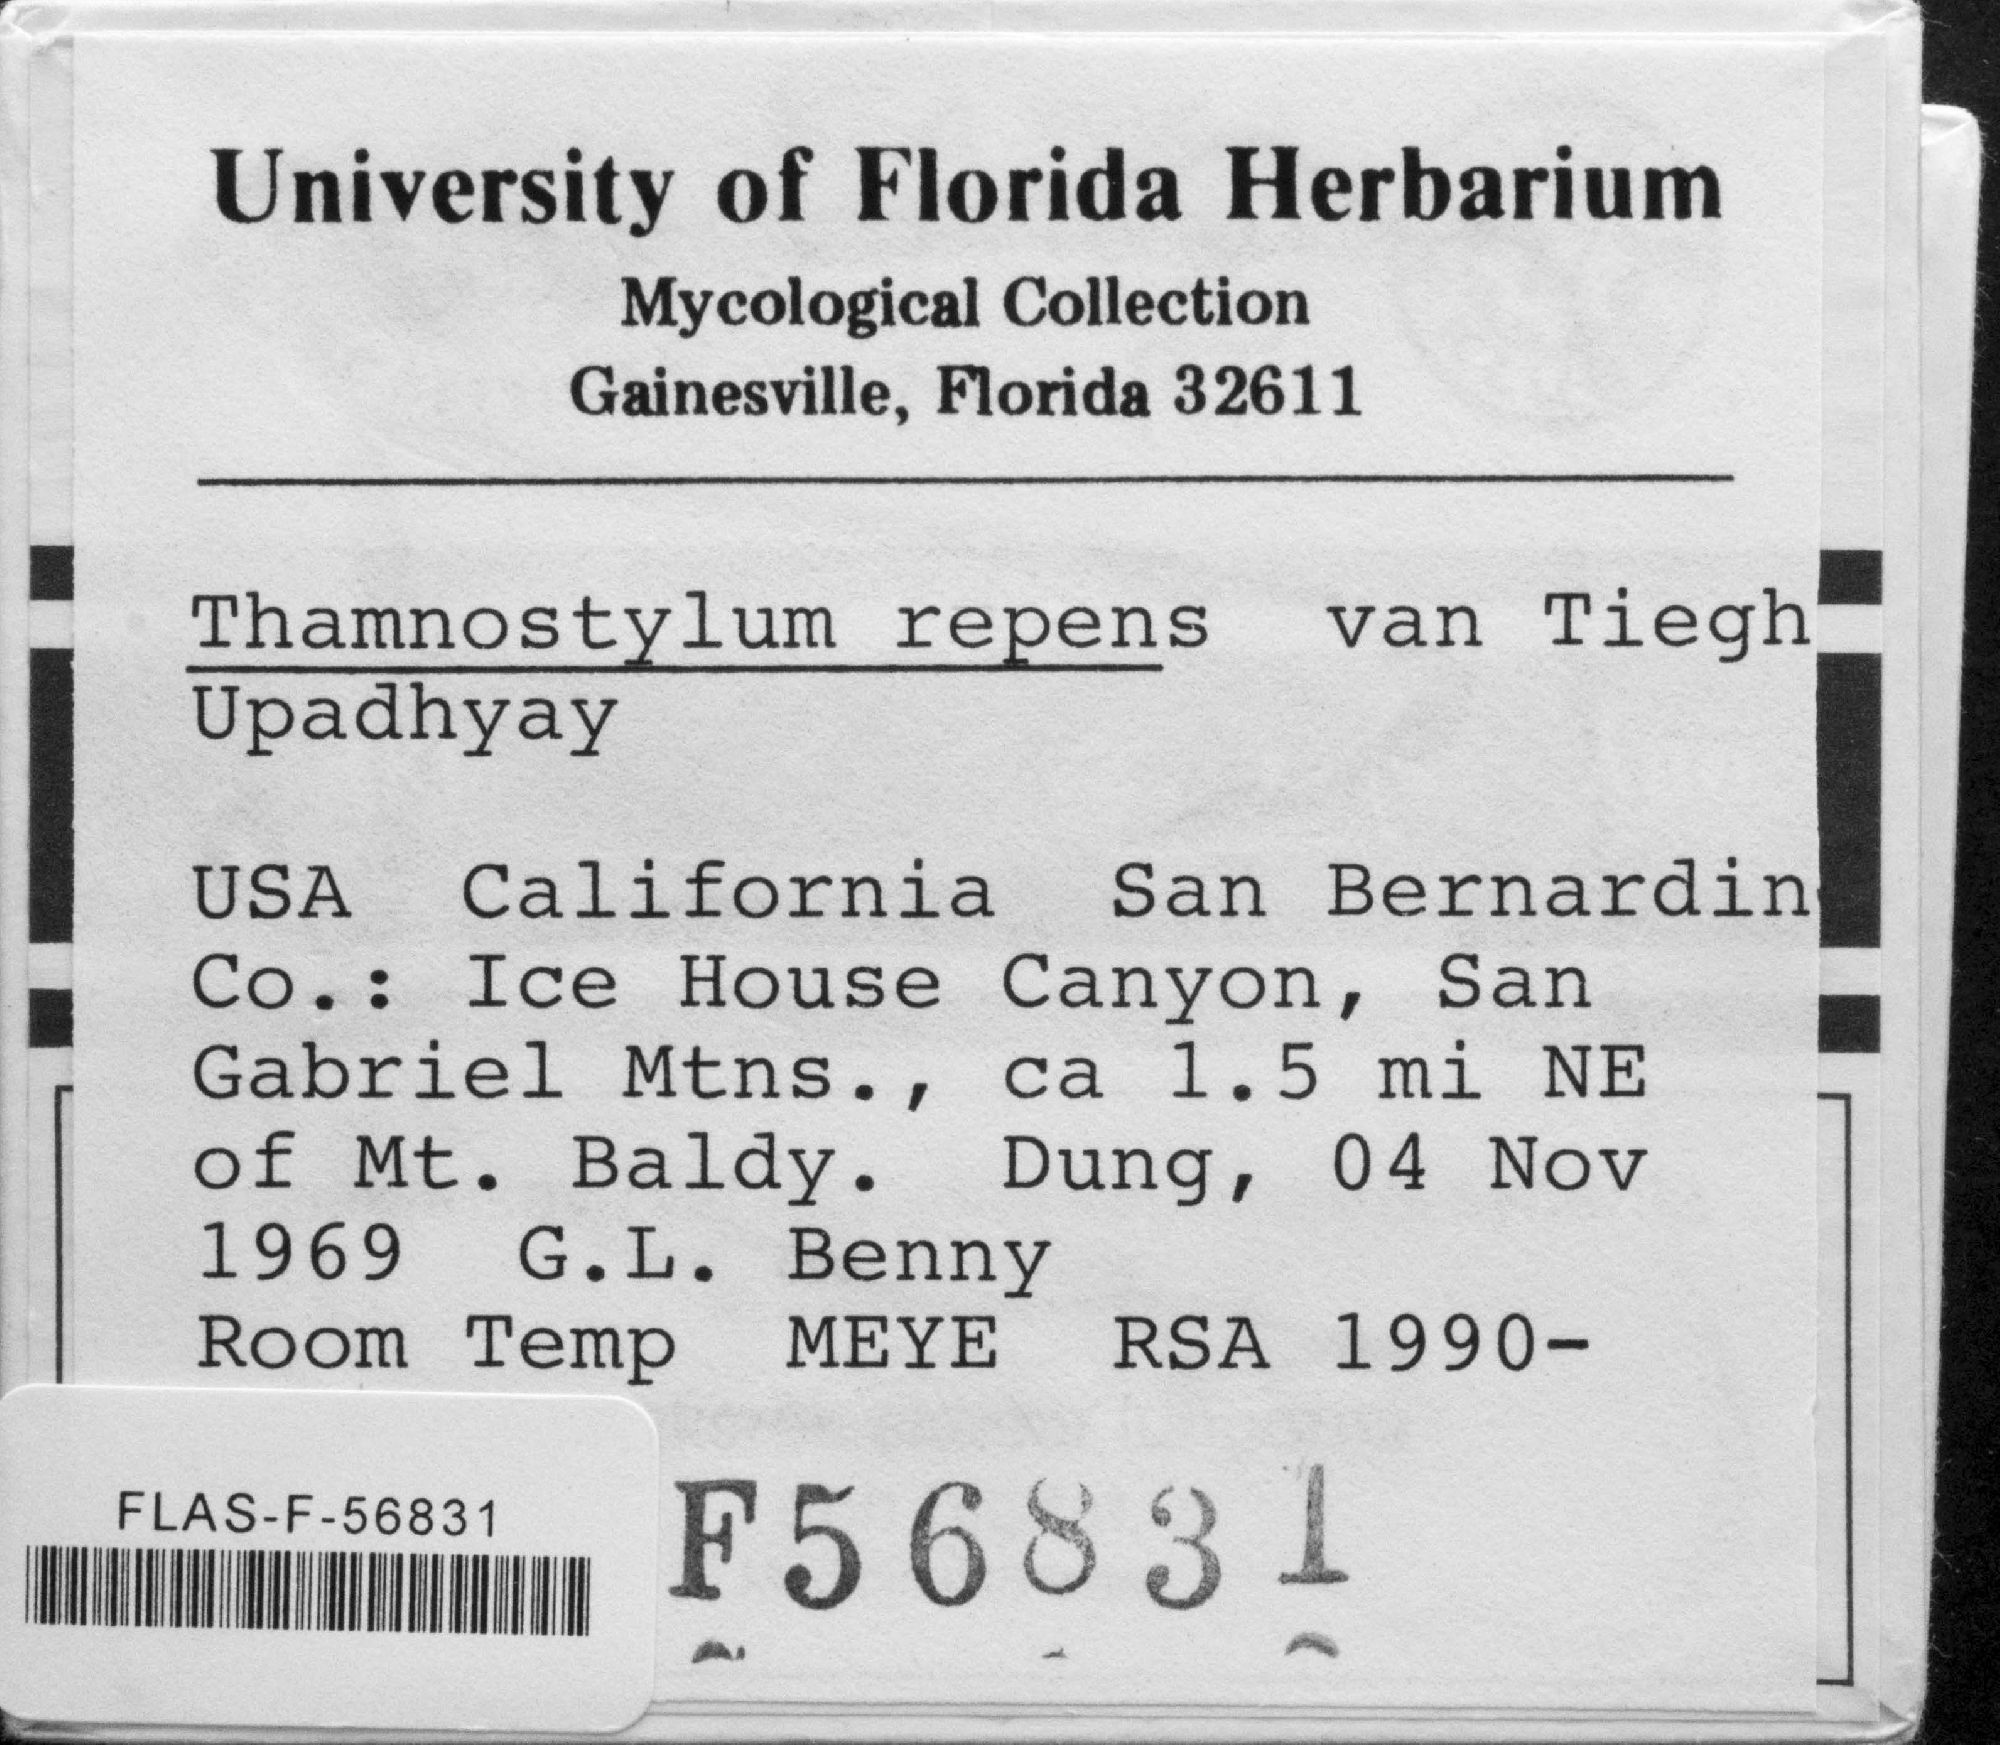 University of Florida Herbarium
Mycological Collection
Gainesville, Florida 32611
Thamnostylum repens van Tiegh
Upadhyay
USA California San Bernardin
Co.: Ice House Canyon, San
Gabriel Mtns., ca 1.5 mi NE
of Mt. Baldy. Dung, 04 Nov
1969 G.L. Benny
Room Temp MEYE RSA 1990-
FLAS-F-56831
F56831